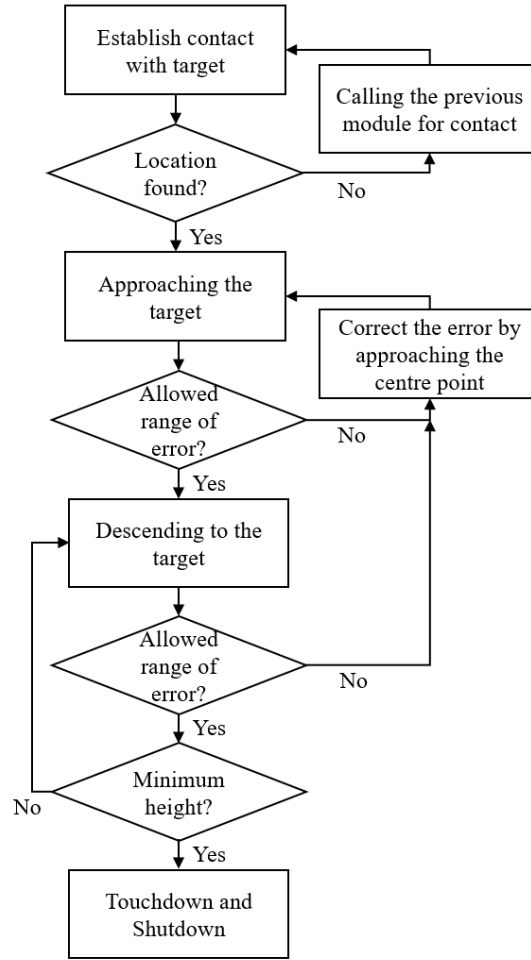 Establish contact
with target
Calling the previous
module for contact
Location
found?
No
Yes
Approaching the
target
Correct the error by
approaching the
centre point
Allowed
range of
error?
No
Yes
Descending to the
target
Allowed
range of
error?
No
Yes
Minimum
height?
No
Yes
Touchdown and
Shutdown